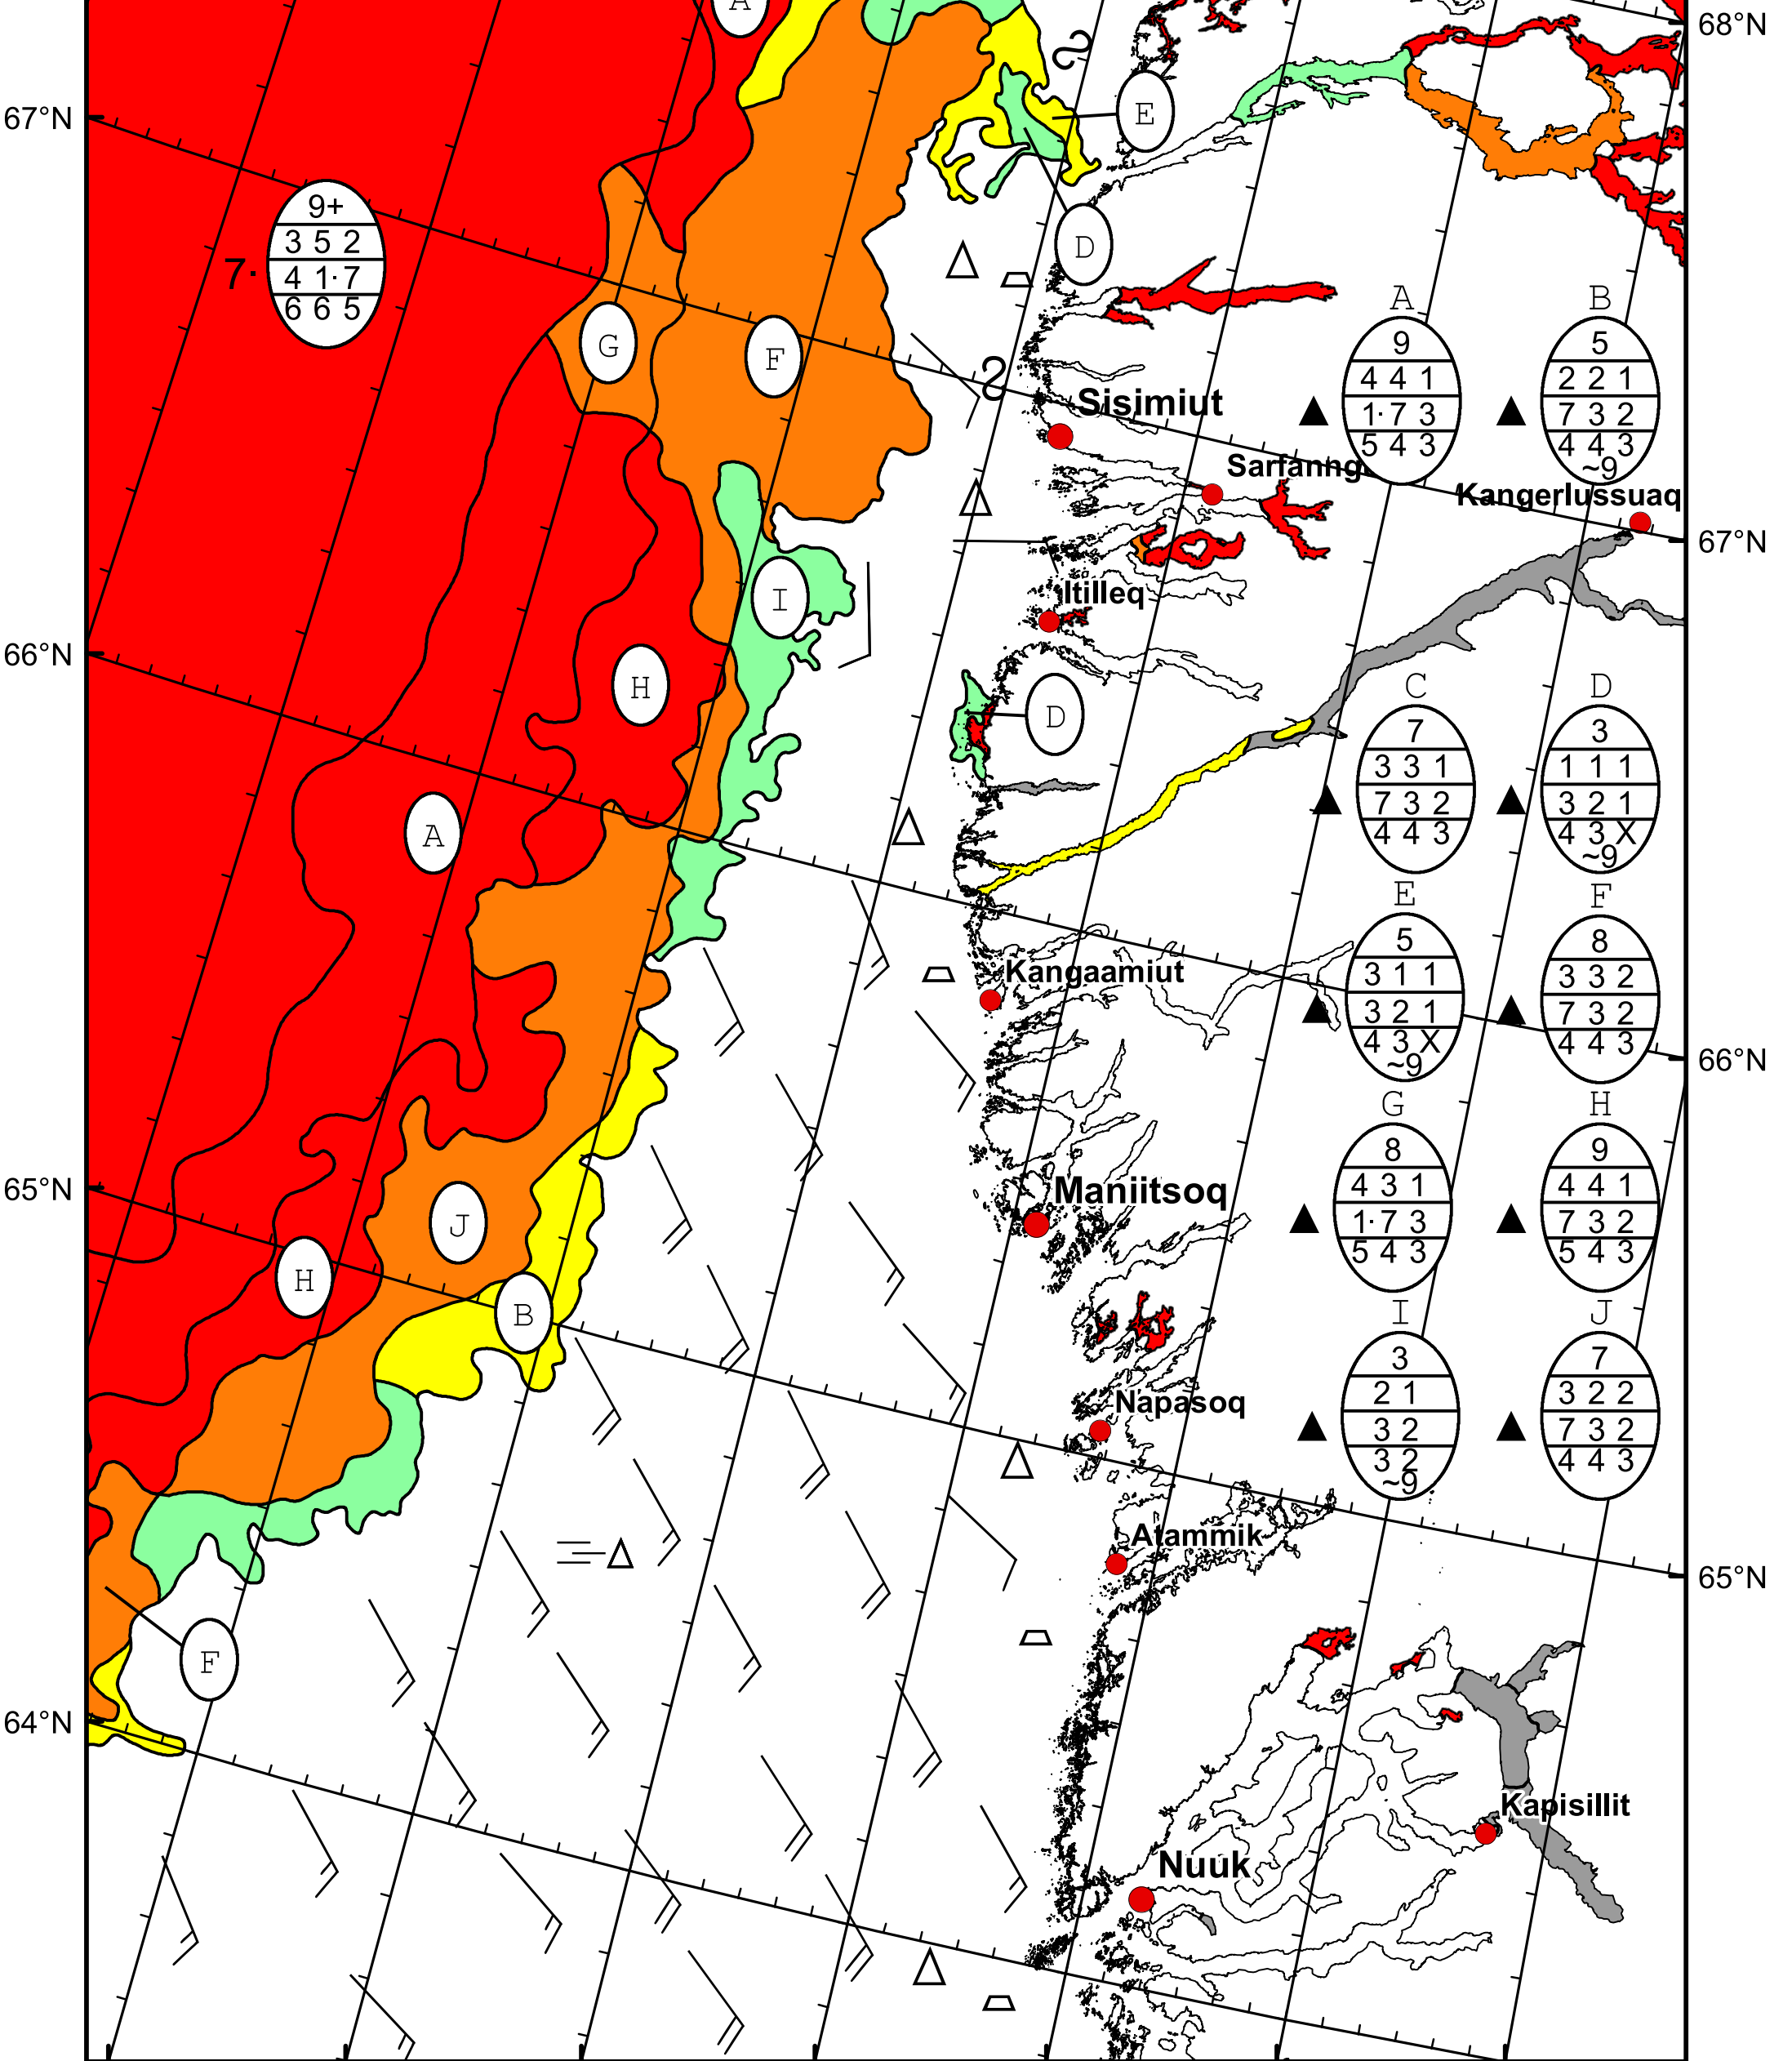 A
68°N
67°N
E
9+
3 5 2
7·
4 1·7
6 6 5
D
G
F
A
B
9
4 4 1
1·7 3
5 4 3
5
2 2 1
7 3 2
4 4 3
~9
Sisimiut
Sarfanng
Kangerlussuaq
67°N
I
Itilleq
66°N
H
D
C
D
7
3 3 1
7 3 2
4 4 3
3
1 1 1
3 2 1
4 3 X
~9
A
E
F
5
3 1 1
3 2 1
4 3 X
~9
8
3 3 2
7 3 2
4 4 3
Kangaamiut
66°N
G
H
8
4 3 1
1·7 3
5 4 3
9
4 4 1
7 3 2
5 4 3
65°N
Maniitsoq
J
H
B
I
J
3
2 1
3 2
3 2
~9
7
3 2 2
7 3 2
4 4 3
Napasoq
Atammik
65°N
F
64°N
Kapisillit
Nuuk